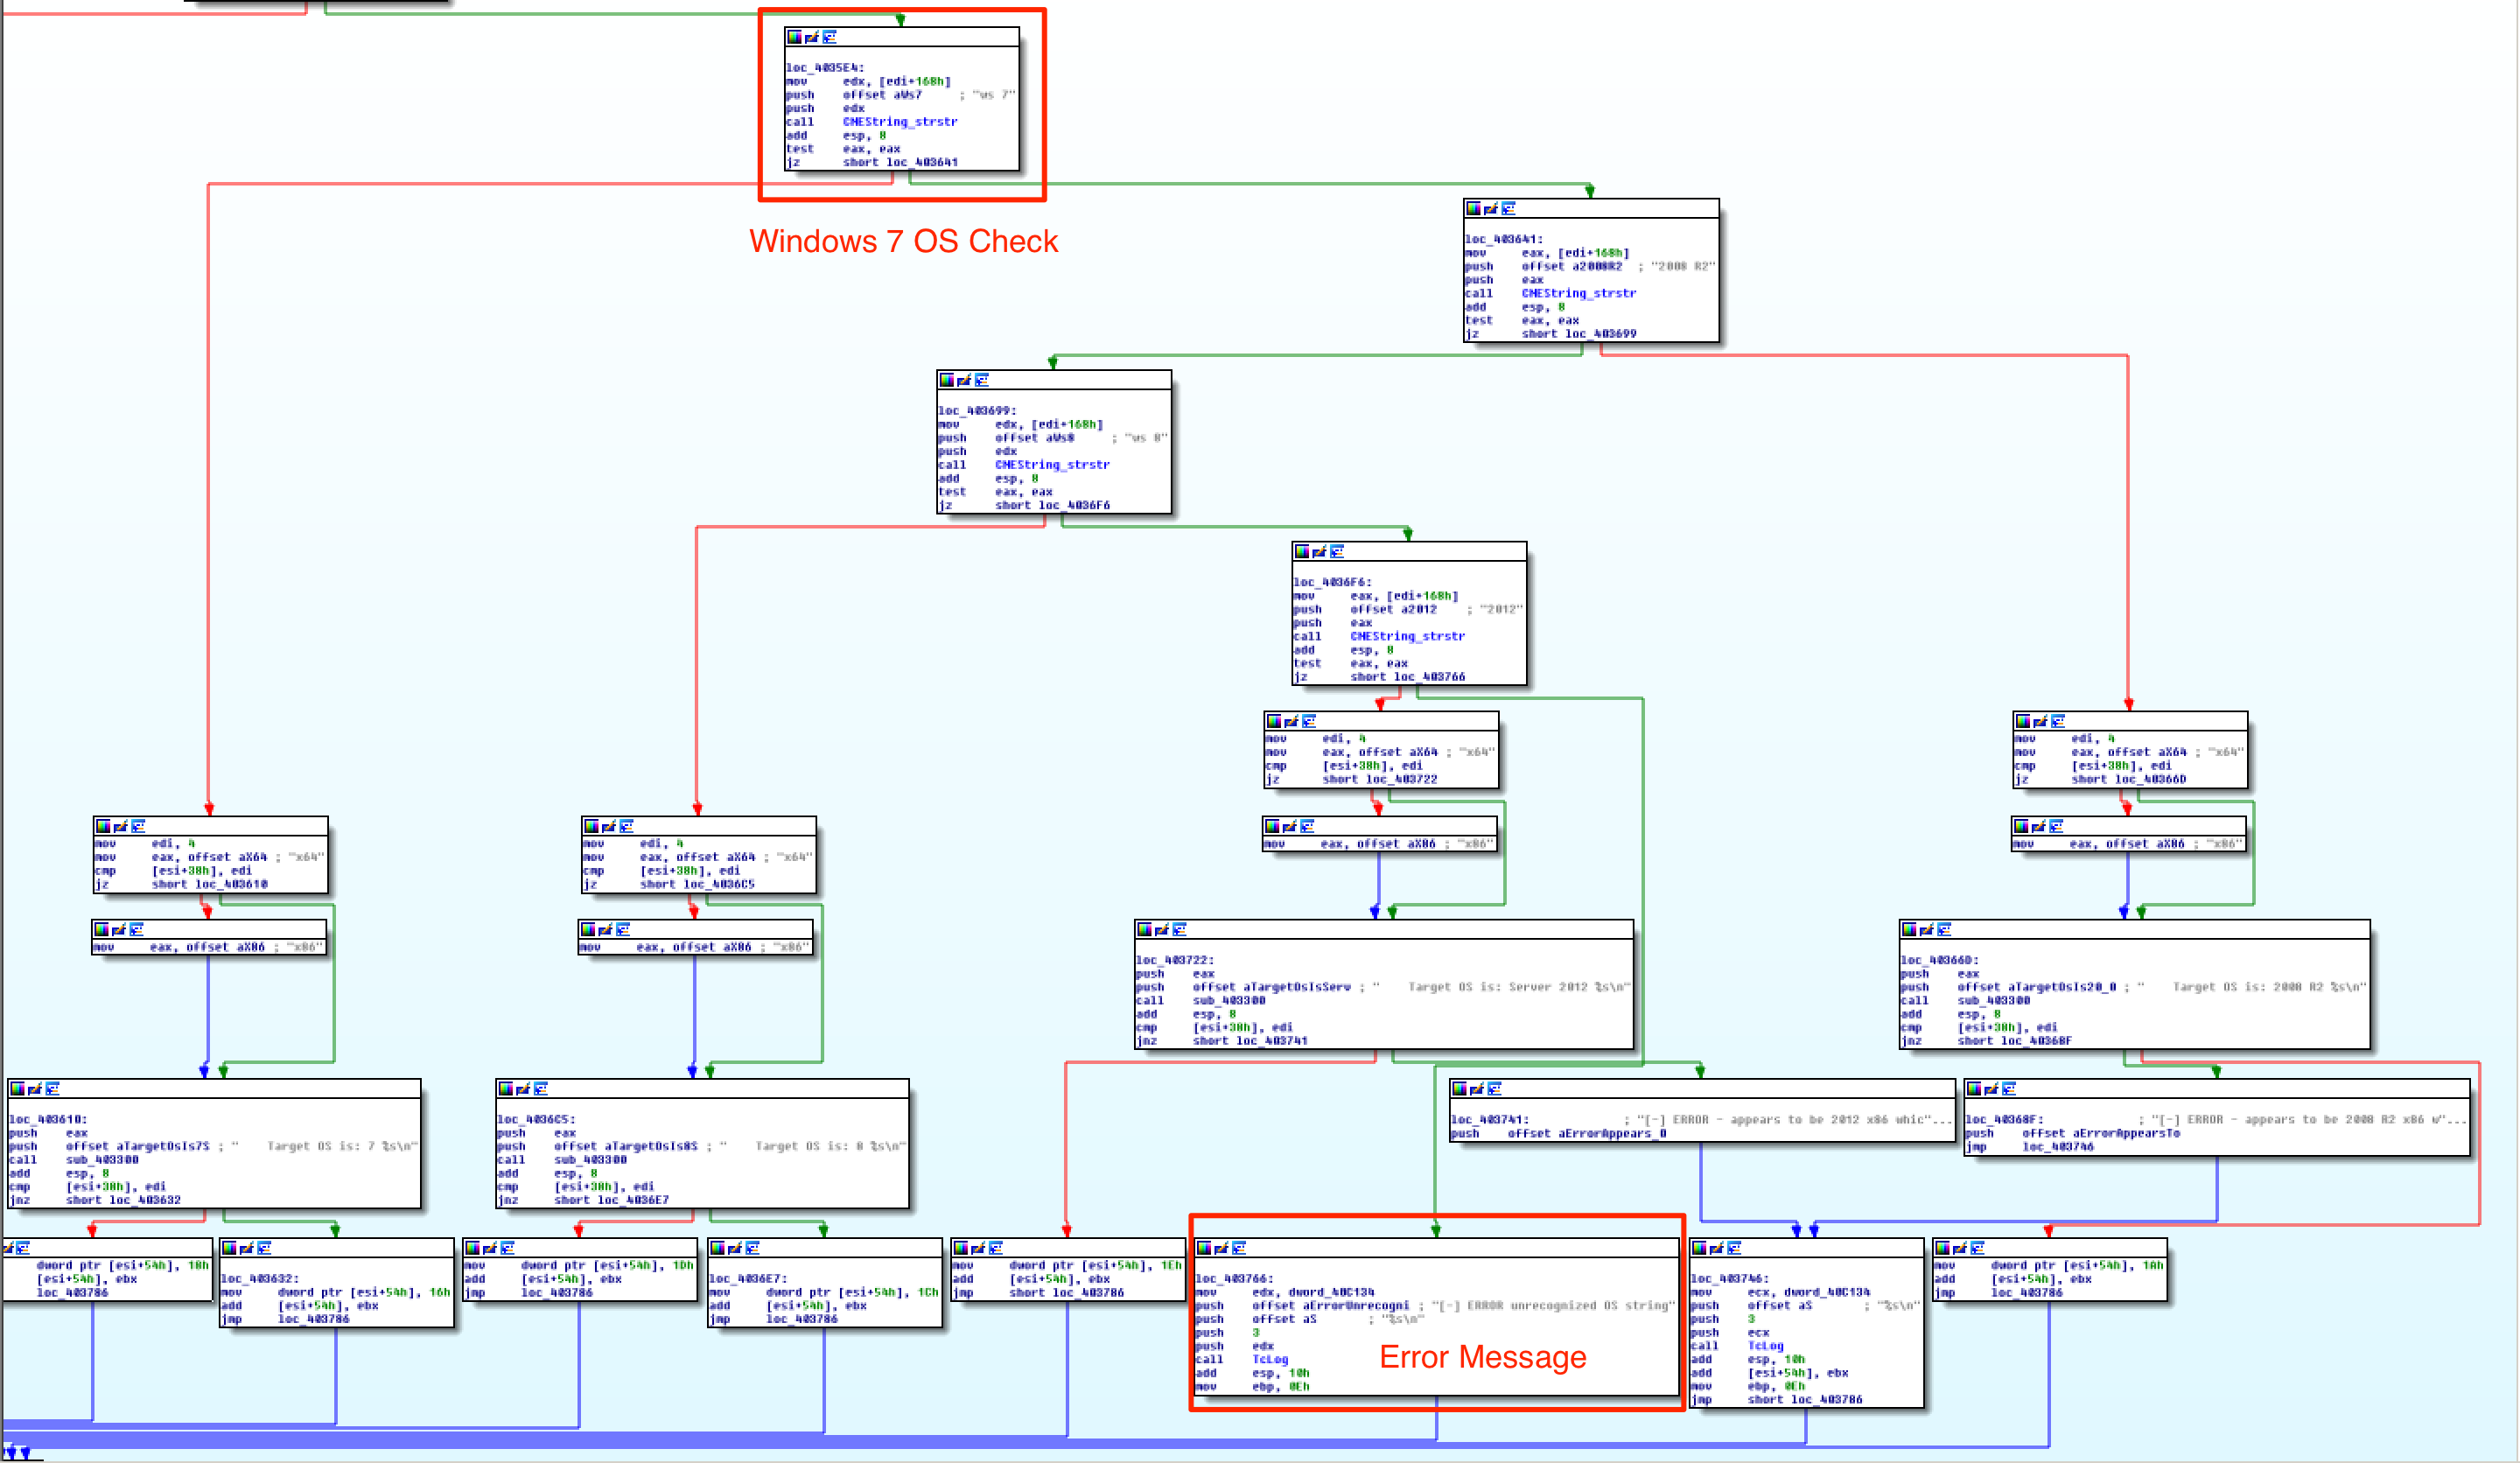 loc_4035E4:
mov edx, [edi+168h]
push offset aWs7 ; "ws 7"
push edx
call CNEString_strstr
add esp, 8
test eax, eax
jz short loc_403641
Windows 7 OS Check
loc_403641:
mov eax, [edi+168h]
push offset a2008R2 ; "2008 R2"
push eax
call CNEString_strstr
add esp, 8
test eax, eax
jz short loc_403699
loc_403699:
mov edx, [edi+168h]
push offset aWs8 ; "ws 8"
push edx
call CNEString_strstr
add esp, 8
test eax, eax
jz short loc_4036F6
loc_4036F6:
mov eax, [edi+168h]
push offset a2012 ; "2012"
push eax
call CNEString_strstr
add esp, 8
test eax, eax
jz short loc_403766
mov edi, 4
mov eax, offset aX64 ; "x64"
cmp [esi+38h], edi
jz short loc_403722
mov edi, 4
mov eax, offset aX64 ; "x64"
cmp [esi+38h], edi
jz short loc_40366D
mov edi, 4
mov eax, offset aX64 ; "x64"
cmp [esi+38h], edi
jz short loc_403610
mov edi, 4
mov eax, offset aX64 ; "x64"
cmp [esi+38h], edi
jz short loc_4036C5
mov eax, offset aX86 ; "x86"
mov eax, offset aX86 ; "x86"
mov eax, offset aX86 ; "x86"
mov eax, offset aX86 ; "x86"
loc_403722:
push eax
push offset aTargetOsIsServ ; " Target OS is: Server 2012 %s\n"
call sub_403300
add esp, 8
cmp [esi+38h], edi
jnz short loc_403741
loc_40366D:
push eax
push offset aTargetOsIs20_0 ; " Target OS is: 2008 R2 %s\n"
call sub_403300
add esp, 8
cmp [esi+38h], edi
jnz short loc_40368F
loc_403610:
push eax
push offset aTargetOsIs7S ; " Target OS is: 7 %s\n"
call sub_403300
add esp, 8
cmp [esi+38h], edi
jnz short loc_403632
loc_4036C5:
push eax
push offset aTargetOsIs8S ; " Target OS is: 8 %s\n"
call sub_403300
add esp, 8
cmp [esi+38h], edi
jnz short loc_4036E7
loc_403741: ; "[-] ERROR - appears to be 2012 x86 whic"...
push offset aErrorAppears_0
loc_40368F: ; "[-] ERROR - appears to be 2008 R2 x86 w"...
push offset aErrorAppearsTo
jmp loc_403746
dword ptr [esi+54h], 18h
[esi+54h], ebx
loc_403786
loc_403632:
mov dword ptr [esi+54h], 16h
add [esi+54h], ebx
jmp loc_403786
mov dword ptr [esi+54h], 1Dh
add [esi+54h], ebx
jmp loc_403786
loc_4036E7:
mov dword ptr [esi+54h], 1Ch
add [esi+54h], ebx
jmp loc_403786
mov dword ptr [esi+54h], 1Eh
add [esi+54h], ebx
jmp short loc_403786
loc_403766:
mov edx, dword_40C134
push offset aErrorUnrecogni ; "[-] ERROR unrecognized OS string"
push offset aS ; "%s\n"
push 3
push edx
call TcLog
add esp, 10h
mov ebp, 0Eh
Error Message
loc_403746:
mov ecx, dword_40C134
push offset aS ; "%s\n"
push 3
push ecx
call TcLog
add esp, 10h
add [esi+54h], ebx
mov ebp, 0Eh
jmp short loc_403786
mov dword ptr [esi+54h], 1Ah
add [esi+54h], ebx
jmp loc_403786